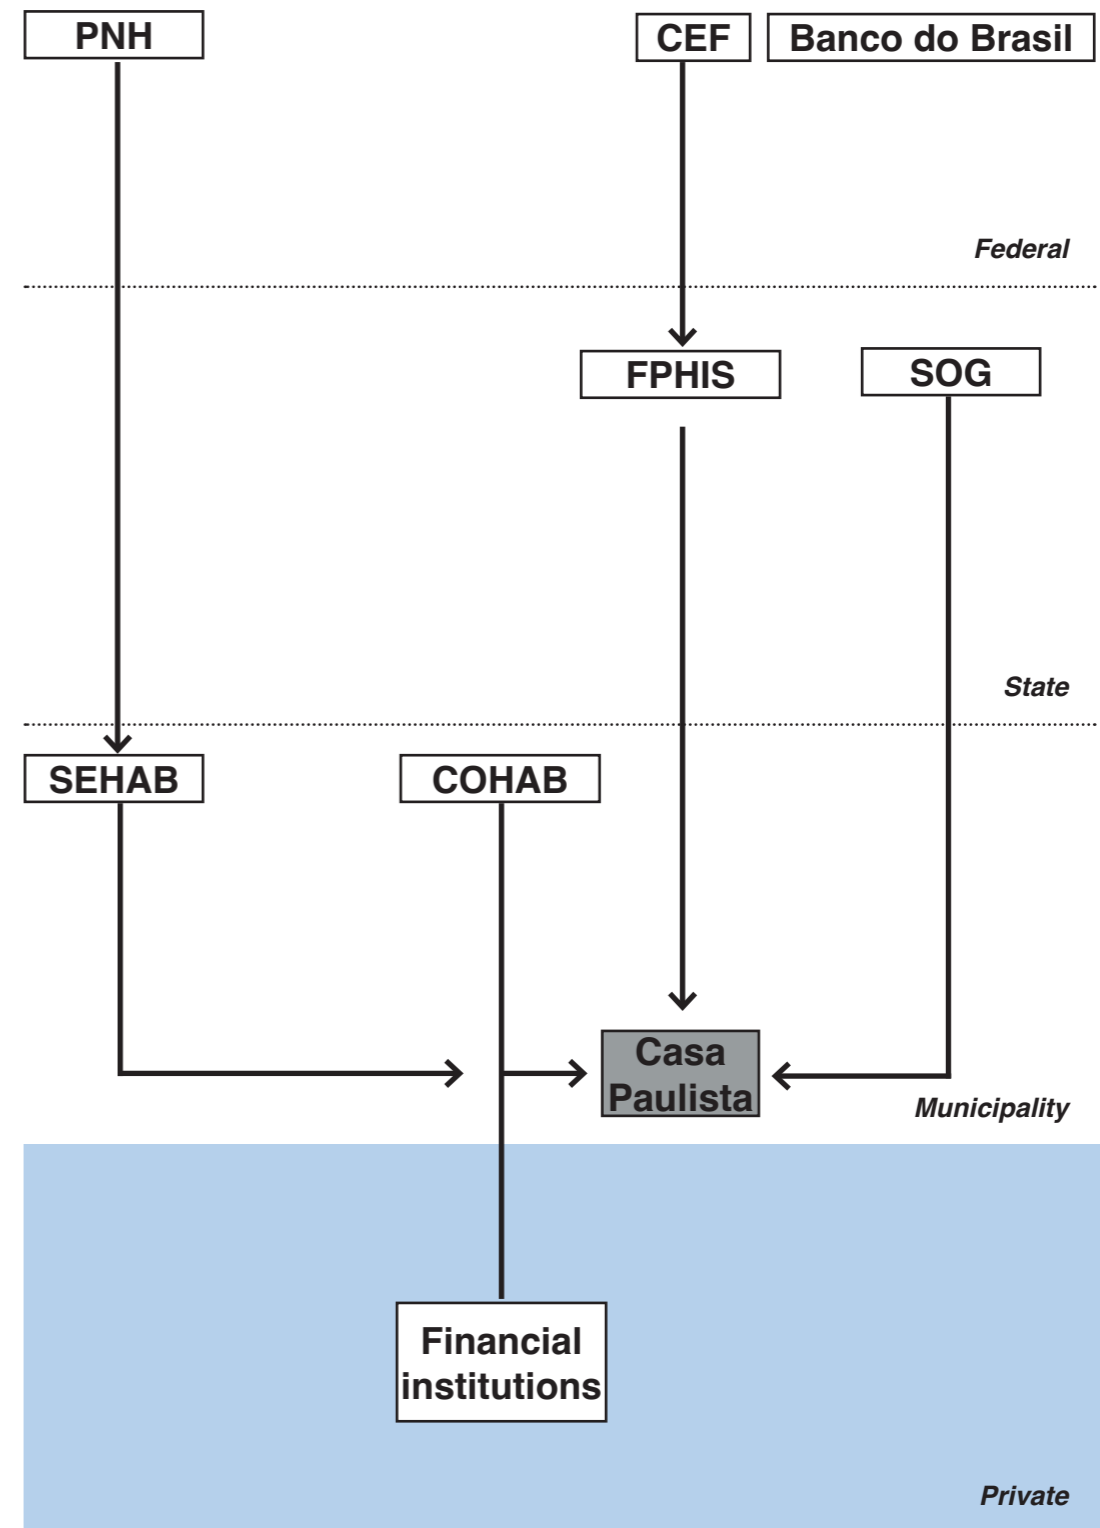 PNH
CEF
Banco do Brasil
Federal
FPHIS
SOG
State
SEHAB
COHAB
Casa
Paulista
Municipality
Financial
institutions
Private